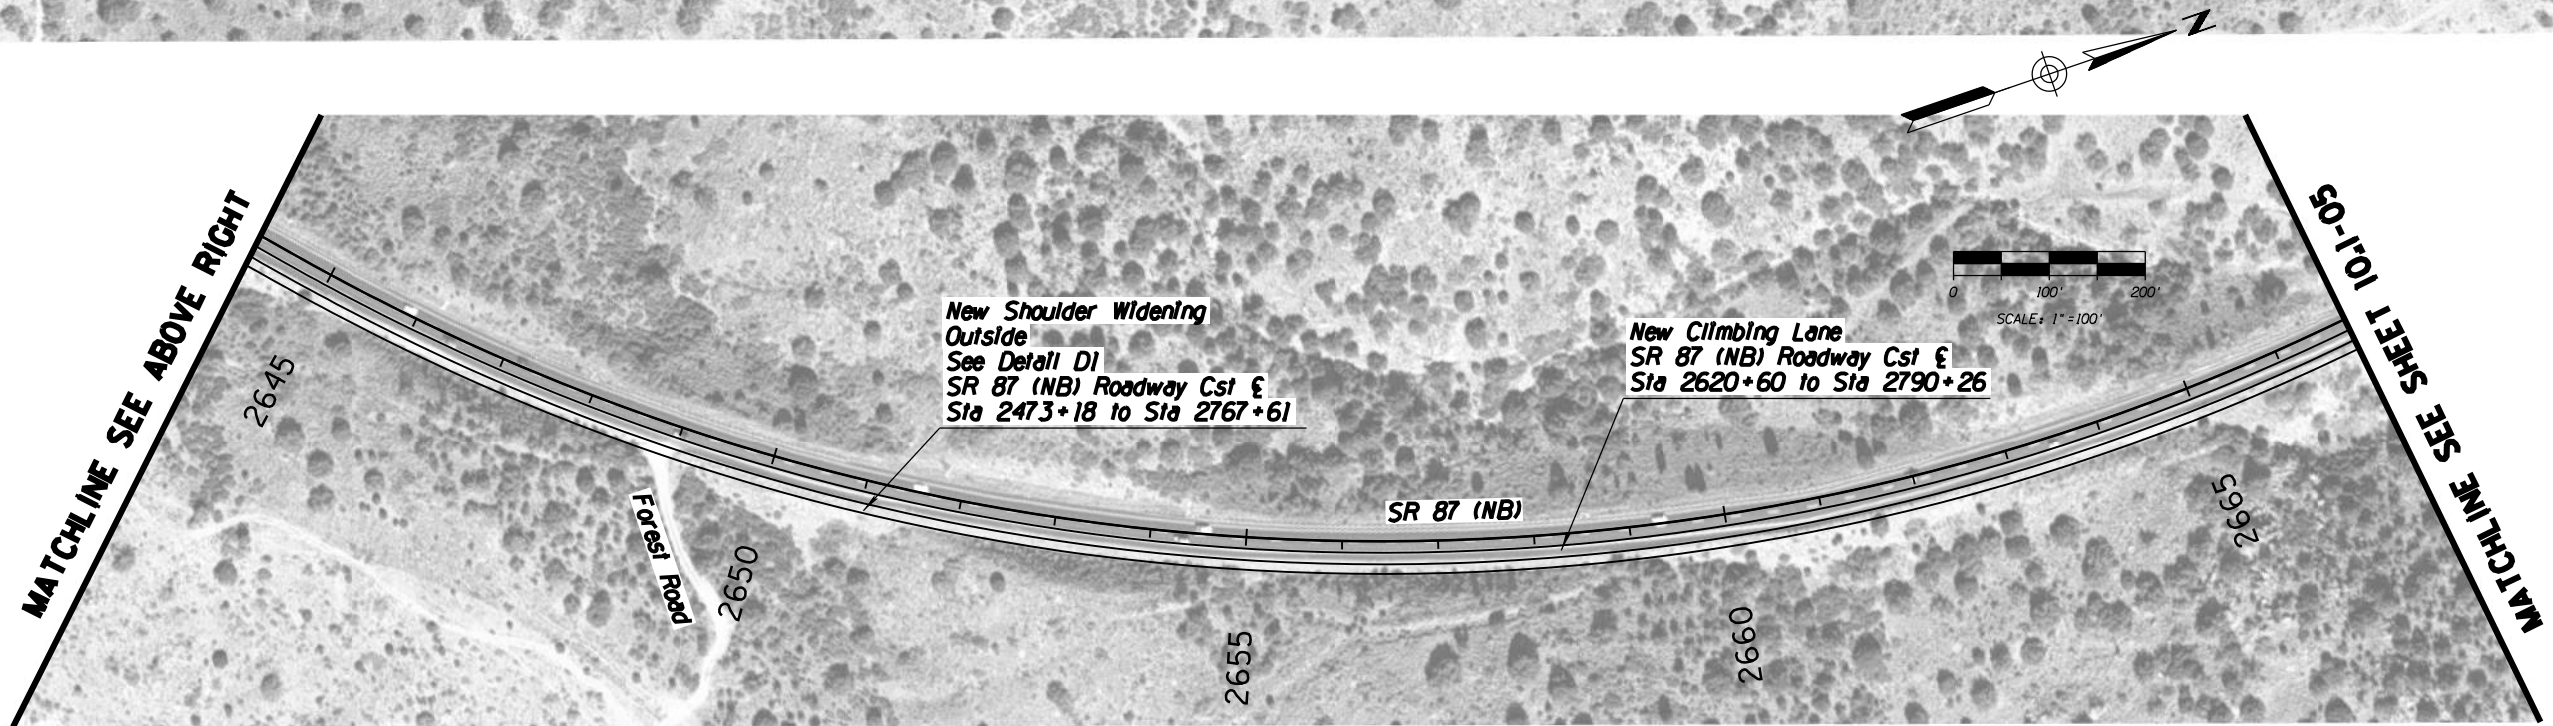 N
MATCHLINE SEE ABOVE RIGHT
New Shoulder Widening
Outside
See Detail D1
SR 87 (NB) Roadway Cst ℄
Sta 2473+18 to Sta 2767+61
New Climbing Lane
SR 87 (NB) Roadway Cst ℄
Sta 2620+60 to Sta 2790+26
0 100' 200'
SCALE: 1"=100'
MATCHLINE SEE SHEET 10.1-05
SR 87 (NB)
Forest Road
2645
2650
2655
2660
2665